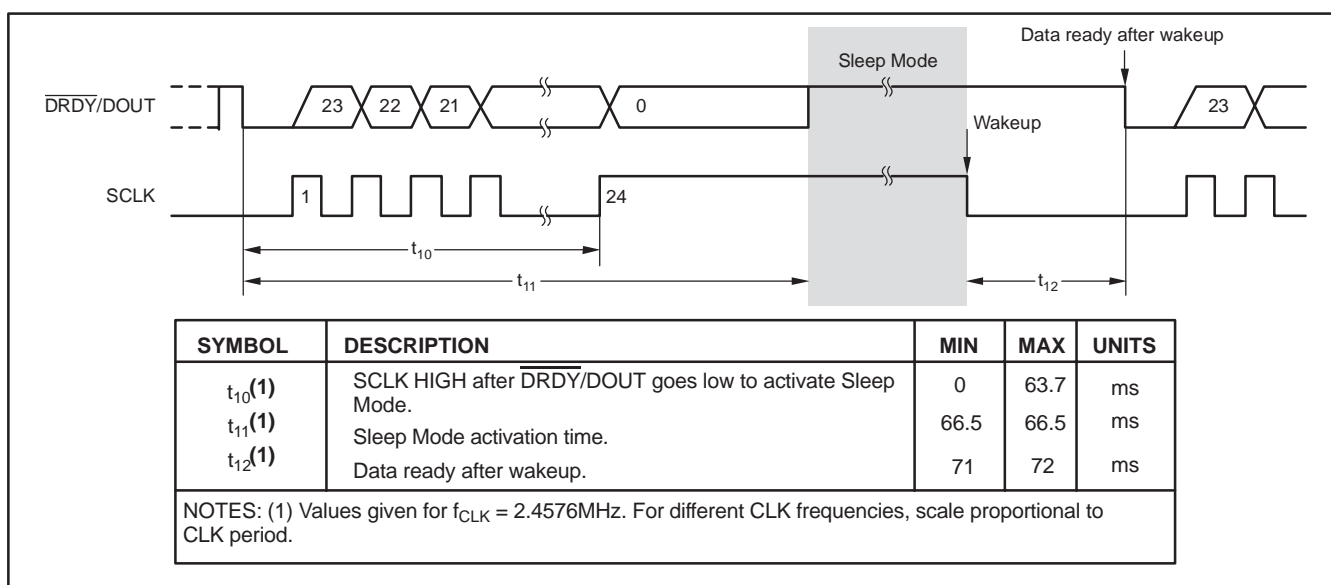 Data ready after wakeup
Sleep Mode
DRDY/DOUT 23 22 21 0 23
Wakeup
SCLK 1 24
t10
t11 t12
SYMBOL DESCRIPTION MIN MAX UNITS
t10(1) SCLK HIGH after DRDY/DOUT goes low to activate Sleep Mode. 0 63.7 ms
t11(1) Sleep Mode activation time. 66.5 66.5 ms
t12(1) Data ready after wakeup. 71 72 ms
NOTES: (1) Values given for fCLK = 2.4576MHz. For different CLK frequencies, scale proportional to
CLK period.